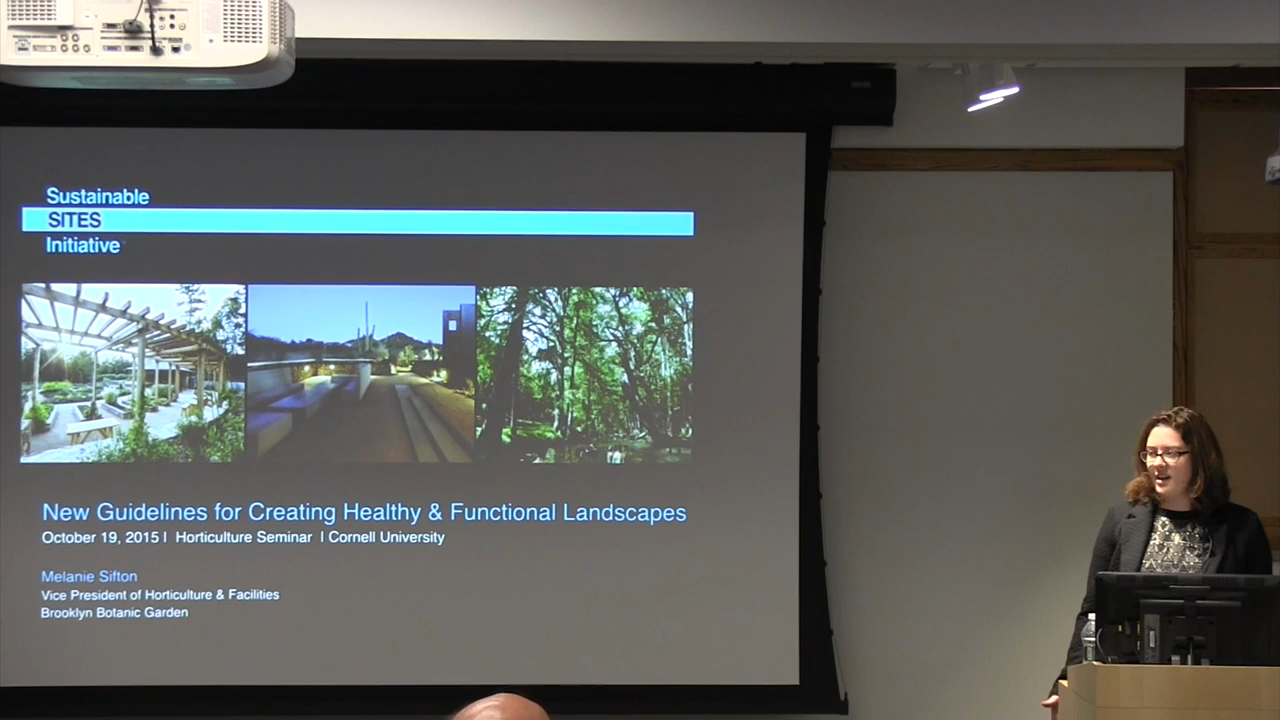 Sustainable
SITES
Initiative
New Guidelines for Creating Healthy & Functional Landscapes
October 19, 2015 | Horticulture Seminar | Cornell University
Melanie Sifton
Vice President of Horticulture & Facilities
Brooklyn Botanic Garden